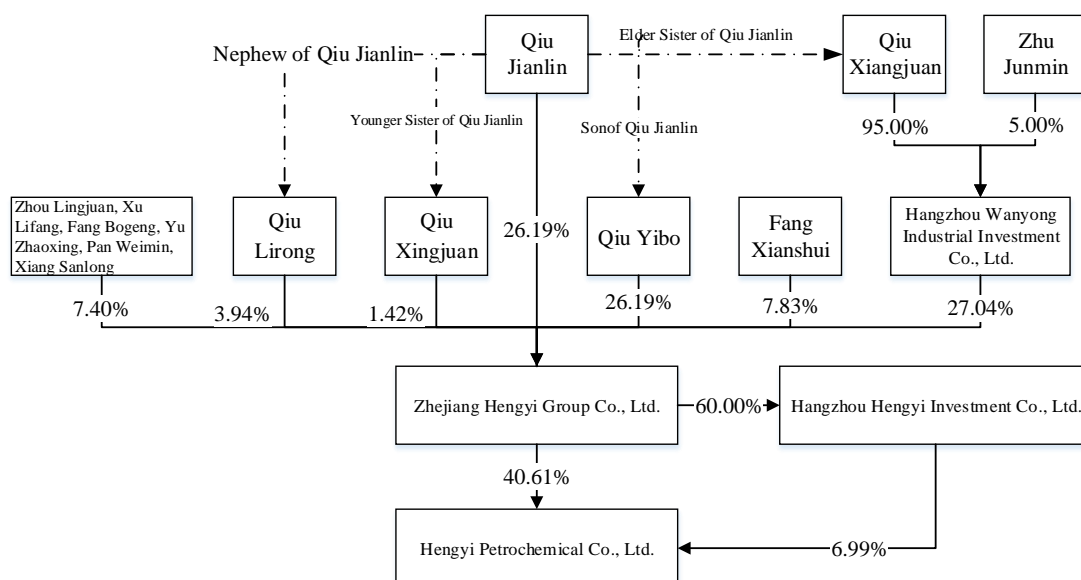 Elder Sister of Qiu Jianlin
Nephew of Qiu Jianlin
Qiu
Jianlin
Qiu
Xiangjuan
Zhu
Junmin
Younger Sister of Qiu Jianlin
Sonof Qiu Jianlin
95.00%
5.00%
Zhou Lingjuan, Xu
Lifang, Fang Bogeng, Yu
Zhaoxing, Pan Weimin,
Xiang Sanlong
Qiu
Lirong
Qiu
Xingjuan
26.19%
Qiu Yibo
Fang
Xianshui
Hangzhou Wanyong
Industrial Investment
Co., Ltd.
7.40%
3.94%
1.42%
26.19%
7.83%
27.04%
Zhejiang Hengyi Group Co., Ltd.
60.00%
Hangzhou Hengyi Investment Co., Ltd.
40.61%
Hengyi Petrochemical Co., Ltd.
6.99%